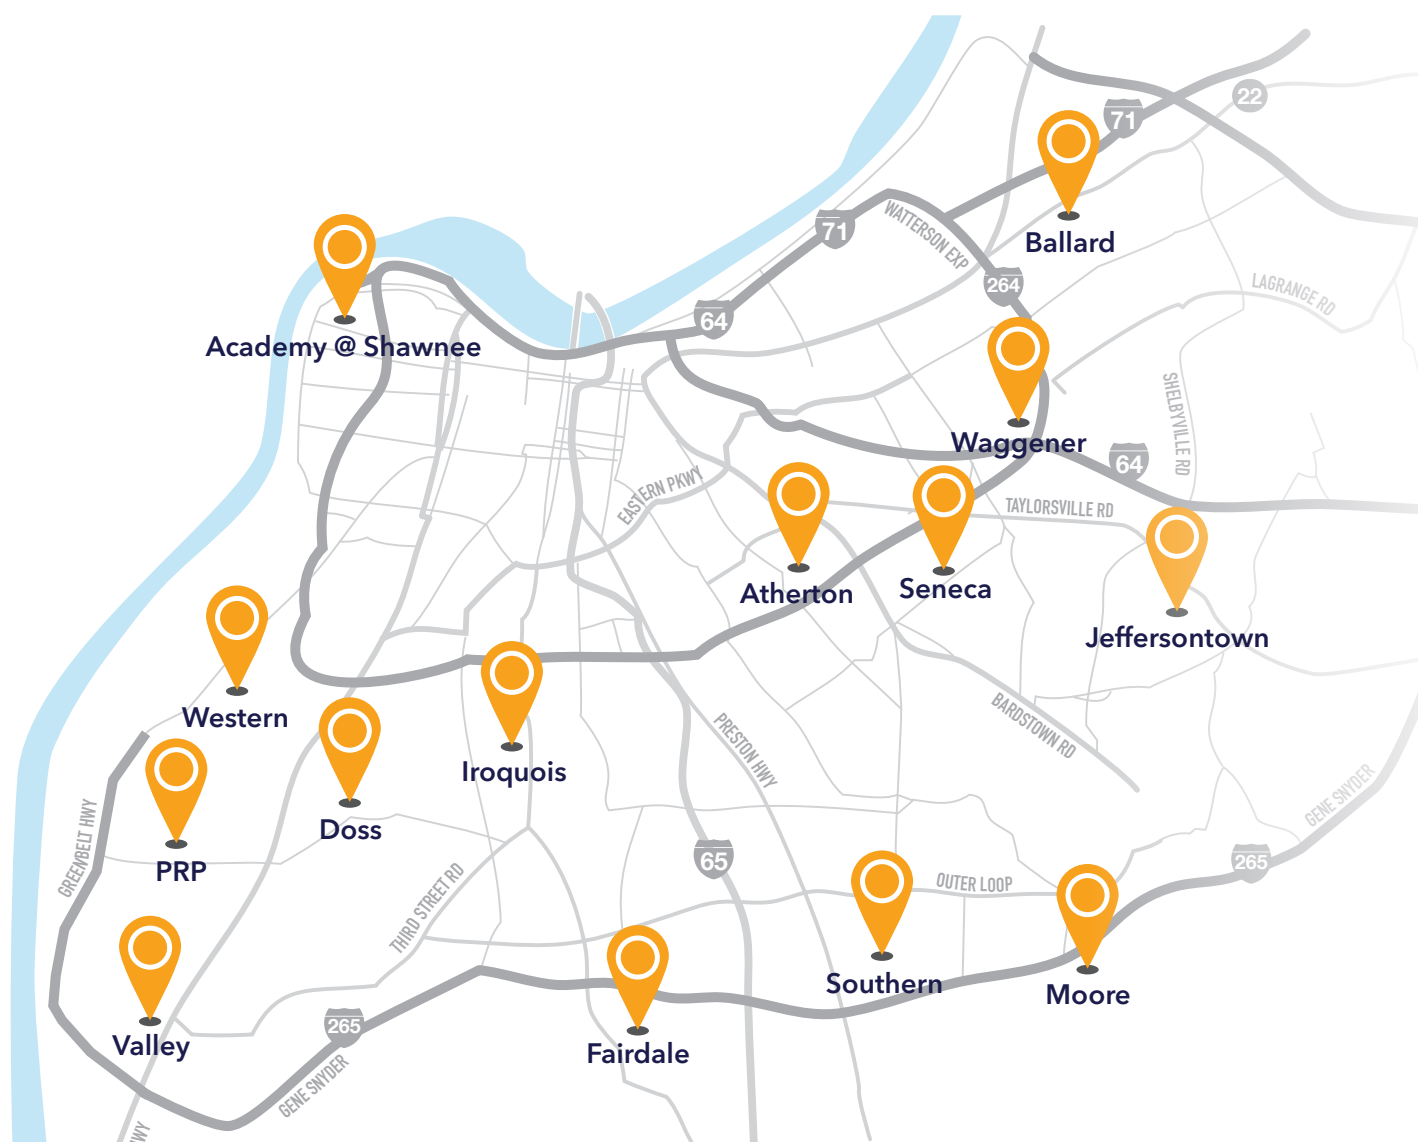 22
71
Ballard
71
WATTERSON EXP
264
LAGRANGE RD
64
Academy @ Shawnee
SHELBYVILLE RD
Waggener
64
EASTERN PKWY
TAYLORSVILLE RD
Atherton
Seneca
Jeffersontown
Western
PRESTON HWY
BARDSTOWN RD
Iroquois
Doss
GREENBELT HWY
GENE SNYDER
PRP
65
265
THIRD STREET RD
OUTER LOOP
Southern
Moore
Valley
265
Fairdale
GENE SNYDER
WY